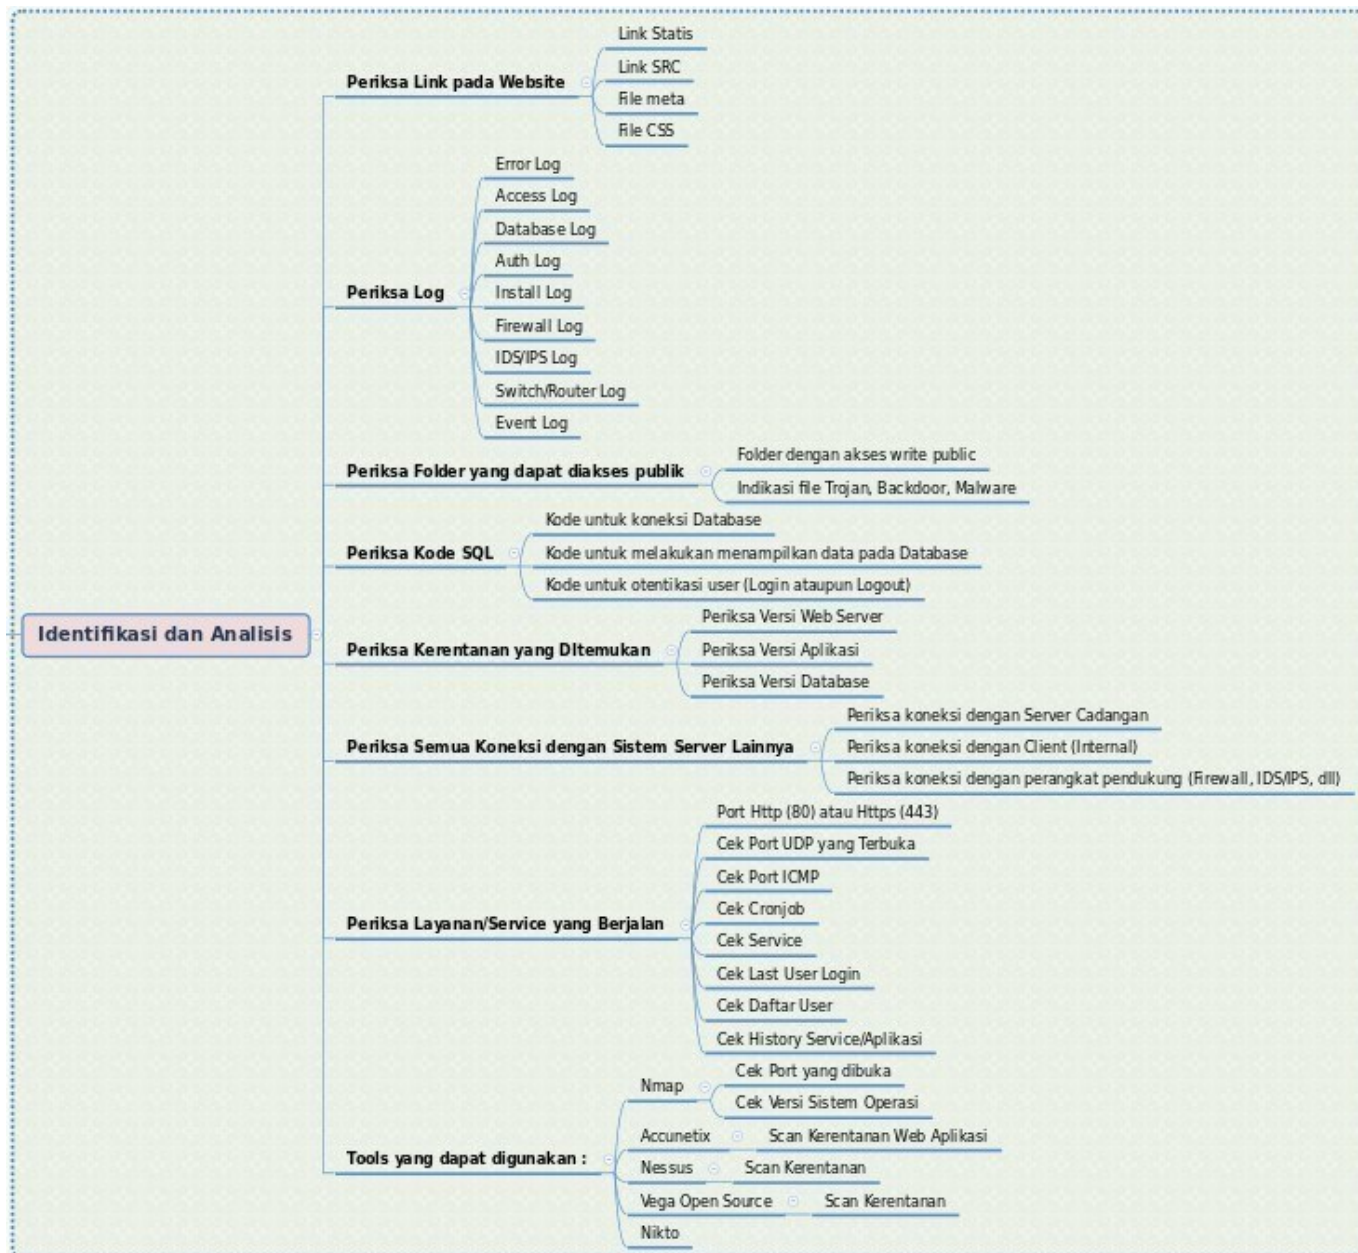 Identifikasi dan Analisis
Periksa Link pada Website
Link Statis
Link SRC
File meta
File CSS
Periksa Log
Error Log
Access Log
Database Log
Auth Log
Install Log
Firewall Log
IDS/IPS Log
Switch/Router Log
Event Log
Periksa Folder yang dapat diakses publik
Folder dengan akses write public
Indikasi file Trojan, Backdoor, Malware
Periksa Kode SQL
Kode untuk koneksi Database
Kode untuk melakukan menampilkan data pada Database
Kode untuk otentikasi user (Login ataupun Logout)
Periksa Kerentanan yang DItemukan
Periksa Versi Web Server
Periksa Versi Aplikasi
Periksa Versi Database
Periksa Semua Koneksi dengan Sistem Server Lainnya
Periksa koneksi dengan Server Cadangan
Periksa koneksi dengan Client (Internal)
Periksa koneksi dengan perangkat pendukung (Firewall, IDS/IPS, dll)
Periksa Layanan/Service yang Berjalan
Port Http (80) atau Https (443)
Cek Port UDP yang Terbuka
Cek Port ICMP
Cek Cronjob
Cek Service
Cek Last User Login
Cek Daftar User
Cek History Service/Aplikasi
Tools yang dapat digunakan :
Nmap
Cek Port yang dibuka
Cek Versi Sistem Operasi
Accunetix
Scan Kerentanan Web Aplikasi
Nessus
Scan Kerentanan
Vega Open Source
Scan Kerentanan
Nikto